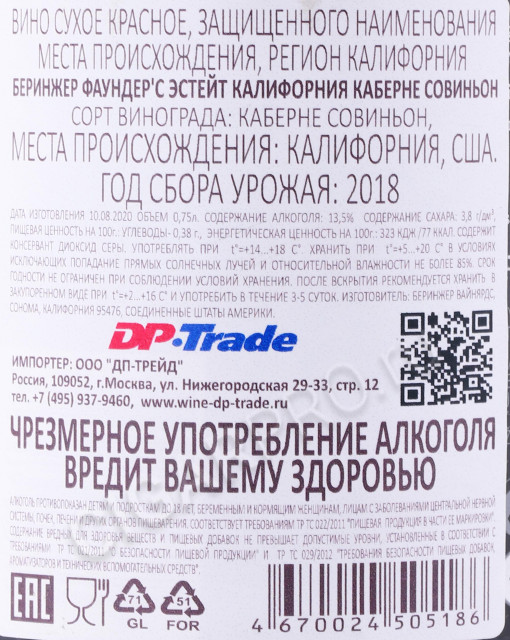 ВИНО СУХОЕ КРАСНОЕ, ЗАЩИЩЕННОГО НАИМЕНОВАНИЯ
МЕСТА ПРОИСХОЖДЕНИЯ, РЕГИОН КАЛИФОРНИЯ
БЕРИНЖЕР ФАУНДЕР'С ЭСТЕЙТ КАЛИФОРНИЯ КАБЕРНЕ СОВИНЬОН
СОРТ ВИНОГРАДА: КАБЕРНЕ СОВИНЬОН,
МЕСТА ПРОИСХОЖДЕНИЯ: КАЛИФОРНИЯ, США.
ГОД СБОРА УРОЖАЯ: 2018
ДАТА ИЗГОТОВЛЕНИЯ 10.08.2020 ОБЪЕМ 0,75л. СОДЕРЖАНИЕ АЛКОГОЛЯ: 13,5% СОДЕРЖАНИЕ САХАРА: 3,8 г/дм³,
ПИЩЕВАЯ ЦЕННОСТЬ НА 100г.: УГЛЕВОДЫ- 0,38 г., ЭНЕРГЕТИЧЕСКАЯ ЦЕННОСТЬ НА 100г.: 323 КДЖ /77 ККАЛ. СОДЕРЖИТ
КОНСЕРВАНТ ДИОКСИД СЕРЫ. УПОТРЕБЛЯТЬ ПРИ t°=+14...+18 С°. ХРАНИТЬ ПРИ t°=+5...+20 С° В УСЛОВИЯХ
ИСКЛЮЧАЮЩИХ ПОПАДАНИЕ ПРЯМЫХ СОЛНЕЧНЫХ ЛУЧЕЙ И ОТНОСИТЕЛЬНОЙ ВЛАЖНОСТИ НЕ БОЛЕЕ 85%. СРОК
ГОДНОСТИ НЕ ОГРАНИЧЕН ПРИ СОБЛЮДЕНИИ УСЛОВИЙ ХРАНЕНИЯ. ПОСЛЕ ВСКРЫТИЯ РЕКОМЕНДУЕТСЯ ХРАНИТЬ В
ЗАКУПОРЕННОМ ВИДЕ ПРИ t°=+2...+16 С° И УПОТРЕБИТЬ В ТЕЧЕНИЕ 3-5 СУТОК. ИЗГОТОВИТЕЛЬ: БЕРИНЖЕР ВАЙНЯРДС,
СОНОМА, КАЛИФОРНИЯ 95476, СОЕДИНЕННЫЕ ШТАТЫ АМЕРИКИ.
DP-Trade
ИМПОРТЕР: ООО "ДП-ТРЕЙД"
Россия, 109052, г.Москва, ул. Нижегородская 29-33, стр. 12
тел. +7 (495) 937-9460, www.wine-dp-trade.ru
ЧРЕЗМЕРНОЕ УПОТРЕБЛЕНИЕ АЛКОГОЛЯ
ВРЕДИТ ВАШЕМУ ЗДОРОВЬЮ
АЛКОГОЛЬ ПРОТИВОПОКАЗАН ДЕТЯМ И ПОДРОСТКАМ ДО 18 ЛЕТ, БЕРЕМЕННЫМ И КОРМЯЩИМ ЖЕНЩИНАМ, ЛИЦАМ С ЗАБОЛЕВАНИЯМИ ЦЕНТРАЛЬНОЙ НЕРВНОЙ
СИСТЕМЫ, ПОЧЕК, ПЕЧЕНИ И ДРУГИХ ОРГАНОВ ПИЩЕВАРЕНИЯ. СООТВЕТСТВУЕТ ТРЕБОВАНИЯМ ТР ТС 022/2011 "ПИЩЕВАЯ ПРОДУКЦИЯ В ЧАСТИ ЕЕ МАРКИРОВКИ".
СОДЕРЖАНИЕ ВРЕДНЫХ ДЛЯ ЗДОРОВЬЯ ВЕЩЕСТВ И ПИЩЕВЫХ ДОБАВОК НЕ ПРЕВЫШАЕТ ДОПУСТИМЫЕ УРОВНИ, УСТАНОВЛЕННЫЕ В СООТВЕТСТВИИ С
ТРЕБОВАНИЯМИ ТР ТС 021/2011 "О БЕЗОПАСНОСТИ ПИЩЕВОЙ ПРОДУКЦИИ" И ТР ТС 029/2012 "ТРЕБОВАНИЯ БЕЗОПАСНОСТИ ПИЩЕВЫХ ДОБАВОК,
АРОМАТИЗАТОРОВ И ТЕХНИЧЕСКИХ ВСПОМОГАТЕЛЬНЫХ СРЕДСТВ"
EAC
71
GL
51
FOR
4 670024 505186